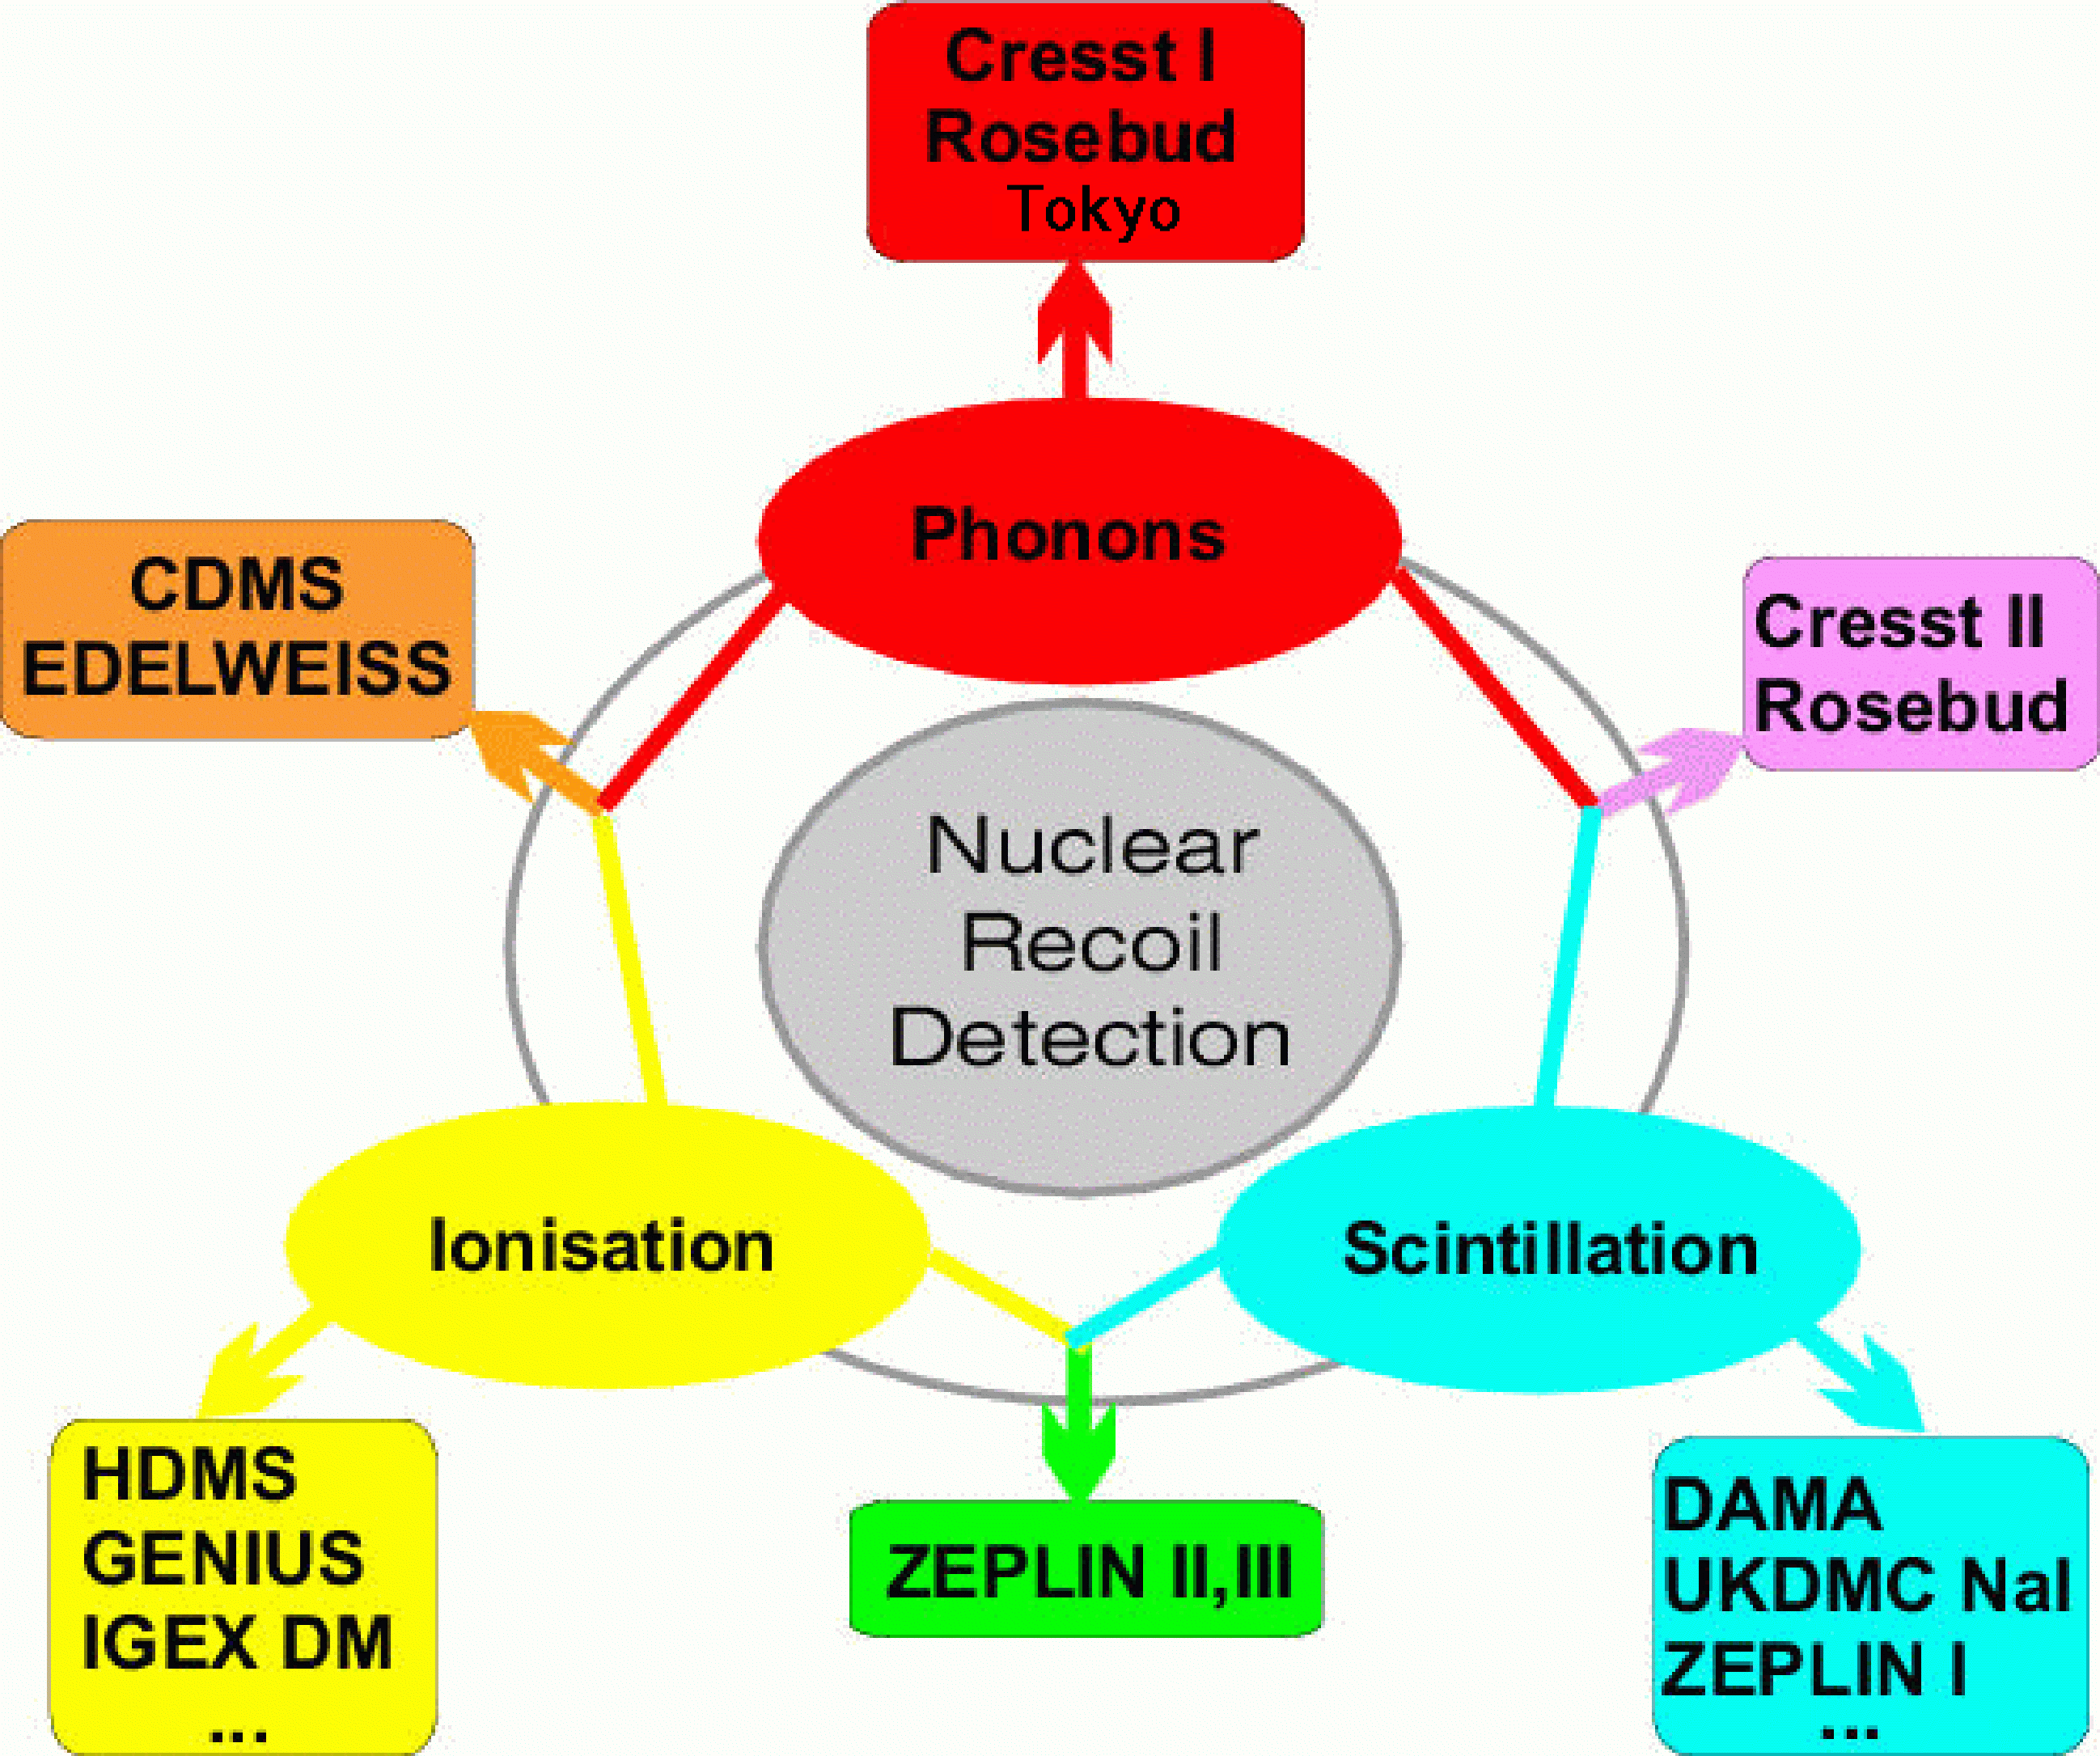 Cresst I
Rosebud
Tokyo
Phonons
CDMS
EDELWEISS
Cresst II
Rosebud
Nuclear
Recoil
Detection
Ionisation
Scintillation
HDMS
GENIUS
IGEX DM
...
ZEPLIN II,III
DAMA
UKDMC NaI
ZEPLIN I
...